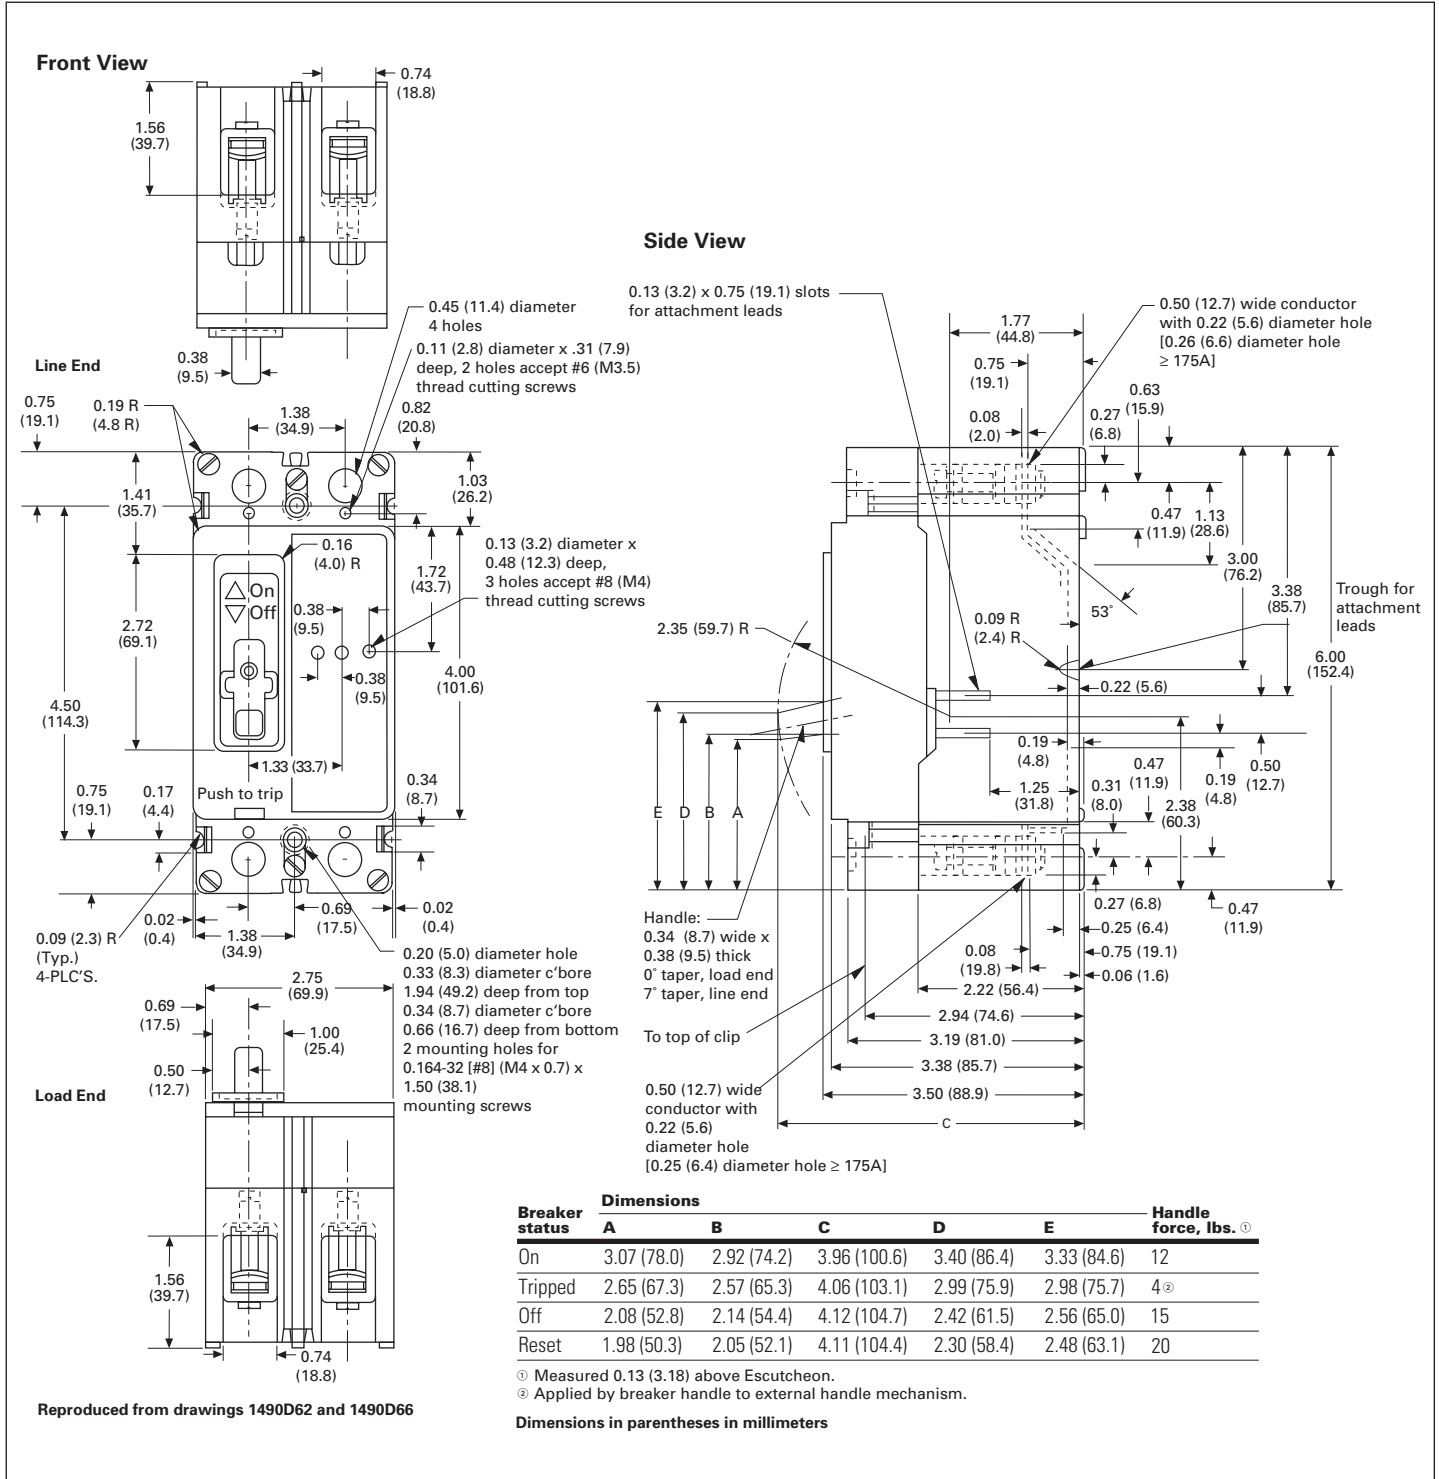 Front View
0.74
(18.8)
1.56
(39.7)
Side View
0.45 (11.4) diameter
4 holes
0.11 (2.8) diameter x .31 (7.9)
deep, 2 holes accept #6 (M3.5)
thread cutting screws
Line End
0.38
(9.5)
0.75
(19.1)
0.19 R
(4.8 R)
1.38
(34.9)
0.82
(20.8)
1.41
(35.7)
1.03
(26.2)
0.16
(4.0) R
0.13 (3.2) diameter x
0.48 (12.3) deep,
3 holes accept #8 (M4)
thread cutting screws
1.72
(43.7)
On
Off
0.38
(9.5)
2.72
(69.1)
0.38
(9.5)
4.00
(101.6)
4.50
(114.3)
1.33 (33.7)
0.75
(19.1)
0.17
(4.4)
Push to trip
0.34
(8.7)
0.02
(0.4)
0.69
(17.5)
0.02
(0.4)
1.38
(34.9)
0.09 (2.3) R
(Typ.)
4-PLC'S.
0.20 (5.0) diameter hole
0.33 (8.3) diameter c'bore
1.94 (49.2) deep from top
0.34 (8.7) diameter c'bore
0.66 (16.7) deep from bottom
2 mounting holes for
0.164-32 [#8] (M4 x 0.7) x
1.50 (38.1)
mounting screws
2.75
(69.9)
0.69
(17.5)
1.00
(25.4)
0.50
(12.7)
Load End
1.56
(39.7)
0.74
(18.8)
Reproduced from drawings 1490D62 and 1490D66
0.13 (3.2) x 0.75 (19.1) slots
for attachment leads
1.77
(44.8)
0.50 (12.7) wide conductor
with 0.22 (5.6) diameter hole
[0.26 (6.6) diameter hole
≥ 175A]
0.75
(19.1)
0.63
(15.9)
0.08
(2.0)
0.27
(6.8)
0.47
(11.9)
1.13
(28.6)
3.00
(76.2)
3.38
(85.7)
Trough for
attachment
leads
53˚
2.35 (59.7) R
0.09 R
(2.4) R
6.00
(152.4)
0.22 (5.6)
0.19
(4.8)
0.47
(11.9)
0.50
(12.7)
0.19
(4.8)
1.25
(31.8)
0.31
(8.0)
2.38
(60.3)
E
D
B
A
0.27 (6.8)
0.47
(11.9)
Handle:
0.34 (8.7) wide x
0.38 (9.5) thick
0˚ taper, load end
7˚ taper, line end
0.25 (6.4)
0.08
(19.8)
0.75 (19.1)
0.06 (1.6)
2.22 (56.4)
2.94 (74.6)
To top of clip
3.19 (81.0)
3.38 (85.7)
3.50 (88.9)
C
0.50 (12.7) wide
conductor with
0.22 (5.6)
diameter hole
[0.25 (6.4) diameter hole ≥ 175A]
Breaker status Dimensions Handle force, lbs. ①
A B C D E
On 3.07 (78.0) 2.92 (74.2) 3.96 (100.6) 3.40 (86.4) 3.33 (84.6) 12
Tripped 2.65 (67.3) 2.57 (65.3) 4.06 (103.1) 2.99 (75.9) 2.98 (75.7) 4②
Off 2.08 (52.8) 2.14 (54.4) 4.12 (104.7) 2.42 (61.5) 2.56 (65.0) 15
Reset 1.98 (50.3) 2.05 (52.1) 4.11 (104.4) 2.30 (58.4) 2.48 (63.1) 20
① Measured 0.13 (3.18) above Escutcheon.
② Applied by breaker handle to external handle mechanism.
Dimensions in parentheses in millimeters